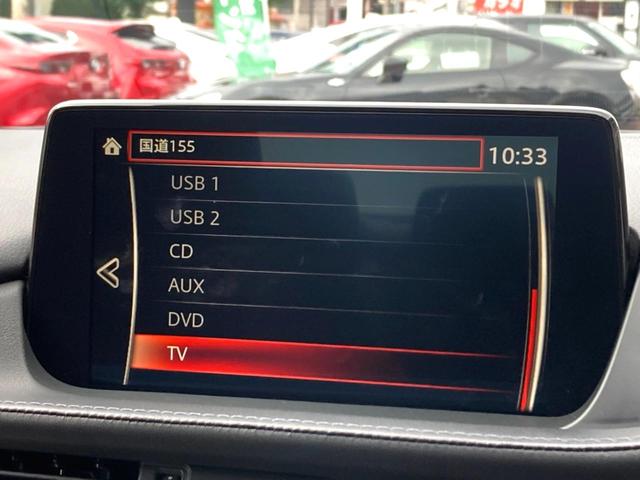 国道155
10:33
USB 1
USB 2
CD
AUX
DVD
TV